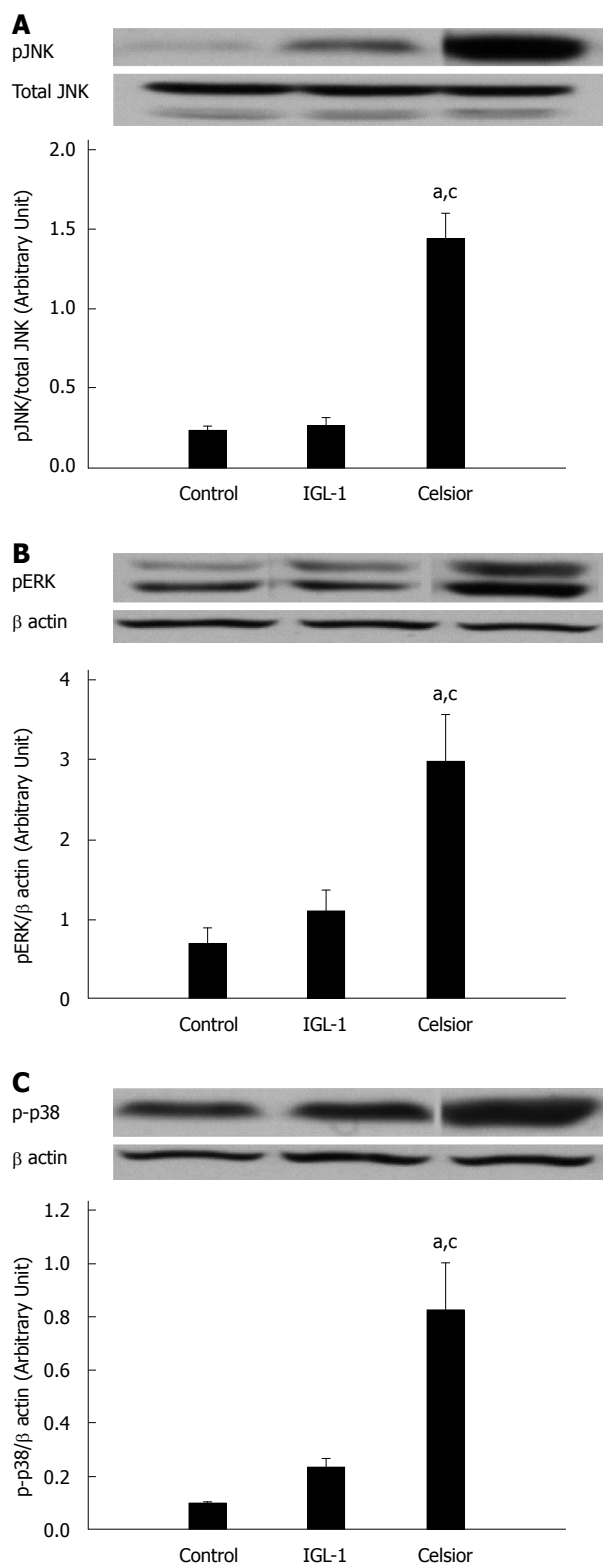 A
pJNK
Total JNK
2.0
1.5
1.0
0.5
0.0
pJNK/total JNK (Arbitrary Unit)
a,c
Control IGL-1 Celsior
B
pERK
β actin
4
3
2
1
0
pERK/β actin (Arbitrary Unit)
a,c
Control IGL-1 Celsior
C
p-p38
β actin
1.2
1.0
0.8
0.6
0.4
0.2
0.0
p-p38/β actin (Arbitrary Unit)
a,c
Control IGL-1 Celsior